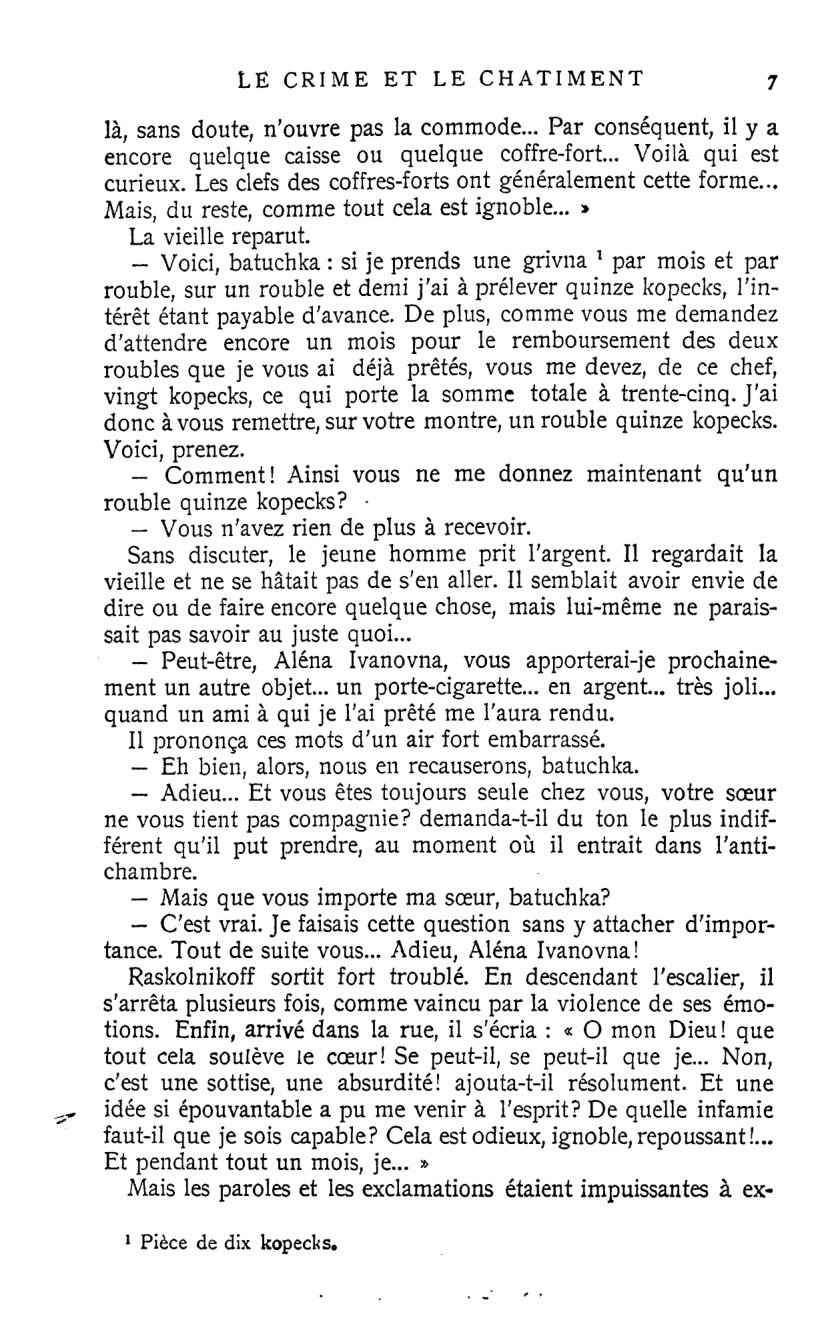 LE CRIME ET LE CHATIMENT 7
là, sans doute, n'ouvre pas la commode... Par conséquent, il y a
encore quelque caisse ou quelque coffre-fort... Voilà qui est
curieux. Les clefs des coffres-forts ont généralement cette forme...
Mais, du reste, comme tout cela est ignoble... »
La vieille reparut.
— Voici, batuchka : si je prends une grivna ¹ par mois et par
rouble, sur un rouble et demi j'ai à prélever quinze kopecks, l'in-
térêt étant payable d'avance. De plus, comme vous me demandez
d'attendre encore un mois pour le remboursement des deux
roubles que je vous ai déjà prêtés, vous me devez, de ce chef,
vingt kopecks, ce qui porte la somme totale à trente-cinq. J'ai
donc à vous remettre, sur votre montre, un rouble quinze kopecks.
Voici, prenez.
— Comment! Ainsi vous ne me donnez maintenant qu'un
rouble quinze kopecks?
— Vous n'avez rien de plus à recevoir.
Sans discuter, le jeune homme prit l'argent. Il regardait la
vieille et ne se hâtait pas de s'en aller. Il semblait avoir envie de
dire ou de faire encore quelque chose, mais lui-même ne parais-
sait pas savoir au juste quoi...
— Peut-être, Aléna Ivanovna, vous apporterai-je prochaine-
ment un autre objet... un porte-cigarette... en argent... très joli...
quand un ami à qui je l'ai prêté me l'aura rendu.
Il prononça ces mots d'un air fort embarrassé.
— Eh bien, alors, nous en recauserons, batuchka.
— Adieu... Et vous êtes toujours seule chez vous, votre sœur
ne vous tient pas compagnie? demanda-t-il du ton le plus indif-
férent qu'il put prendre, au moment où il entrait dans l'anti-
chambre.
— Mais que vous importe ma sœur, batuchka?
— C'est vrai. Je faisais cette question sans y attacher d'impor-
tance. Tout de suite vous... Adieu, Aléna Ivanovna!
Raskolnikoff sortit fort troublé. En descendant l'escalier, il
s'arrêta plusieurs fois, comme vaincu par la violence de ses émo-
tions. Enfin, arrivé dans la rue, il s'écria : « O mon Dieu! que
tout cela soulève le cœur! Se peut-il, se peut-il que je... Non,
c'est une sottise, une absurdité! ajouta-t-il résolument. Et une
idée si épouvantable a pu me venir à l'esprit? De quelle infamie
faut-il que je sois capable? Cela est odieux, ignoble, repoussant!...
Et pendant tout un mois, je... »
Mais les paroles et les exclamations étaient impuissantes à ex-
¹ Pièce de dix kopecks.